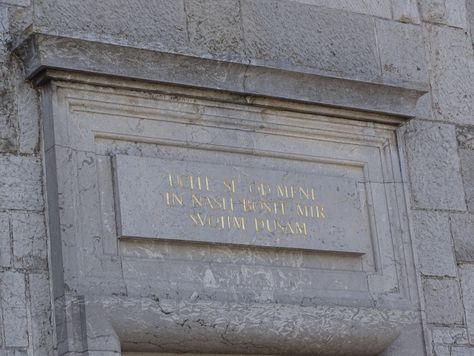 UČITE SE OD MENE
IN NAŠLI BOSTE MIR
SVOJIM DUŠAM